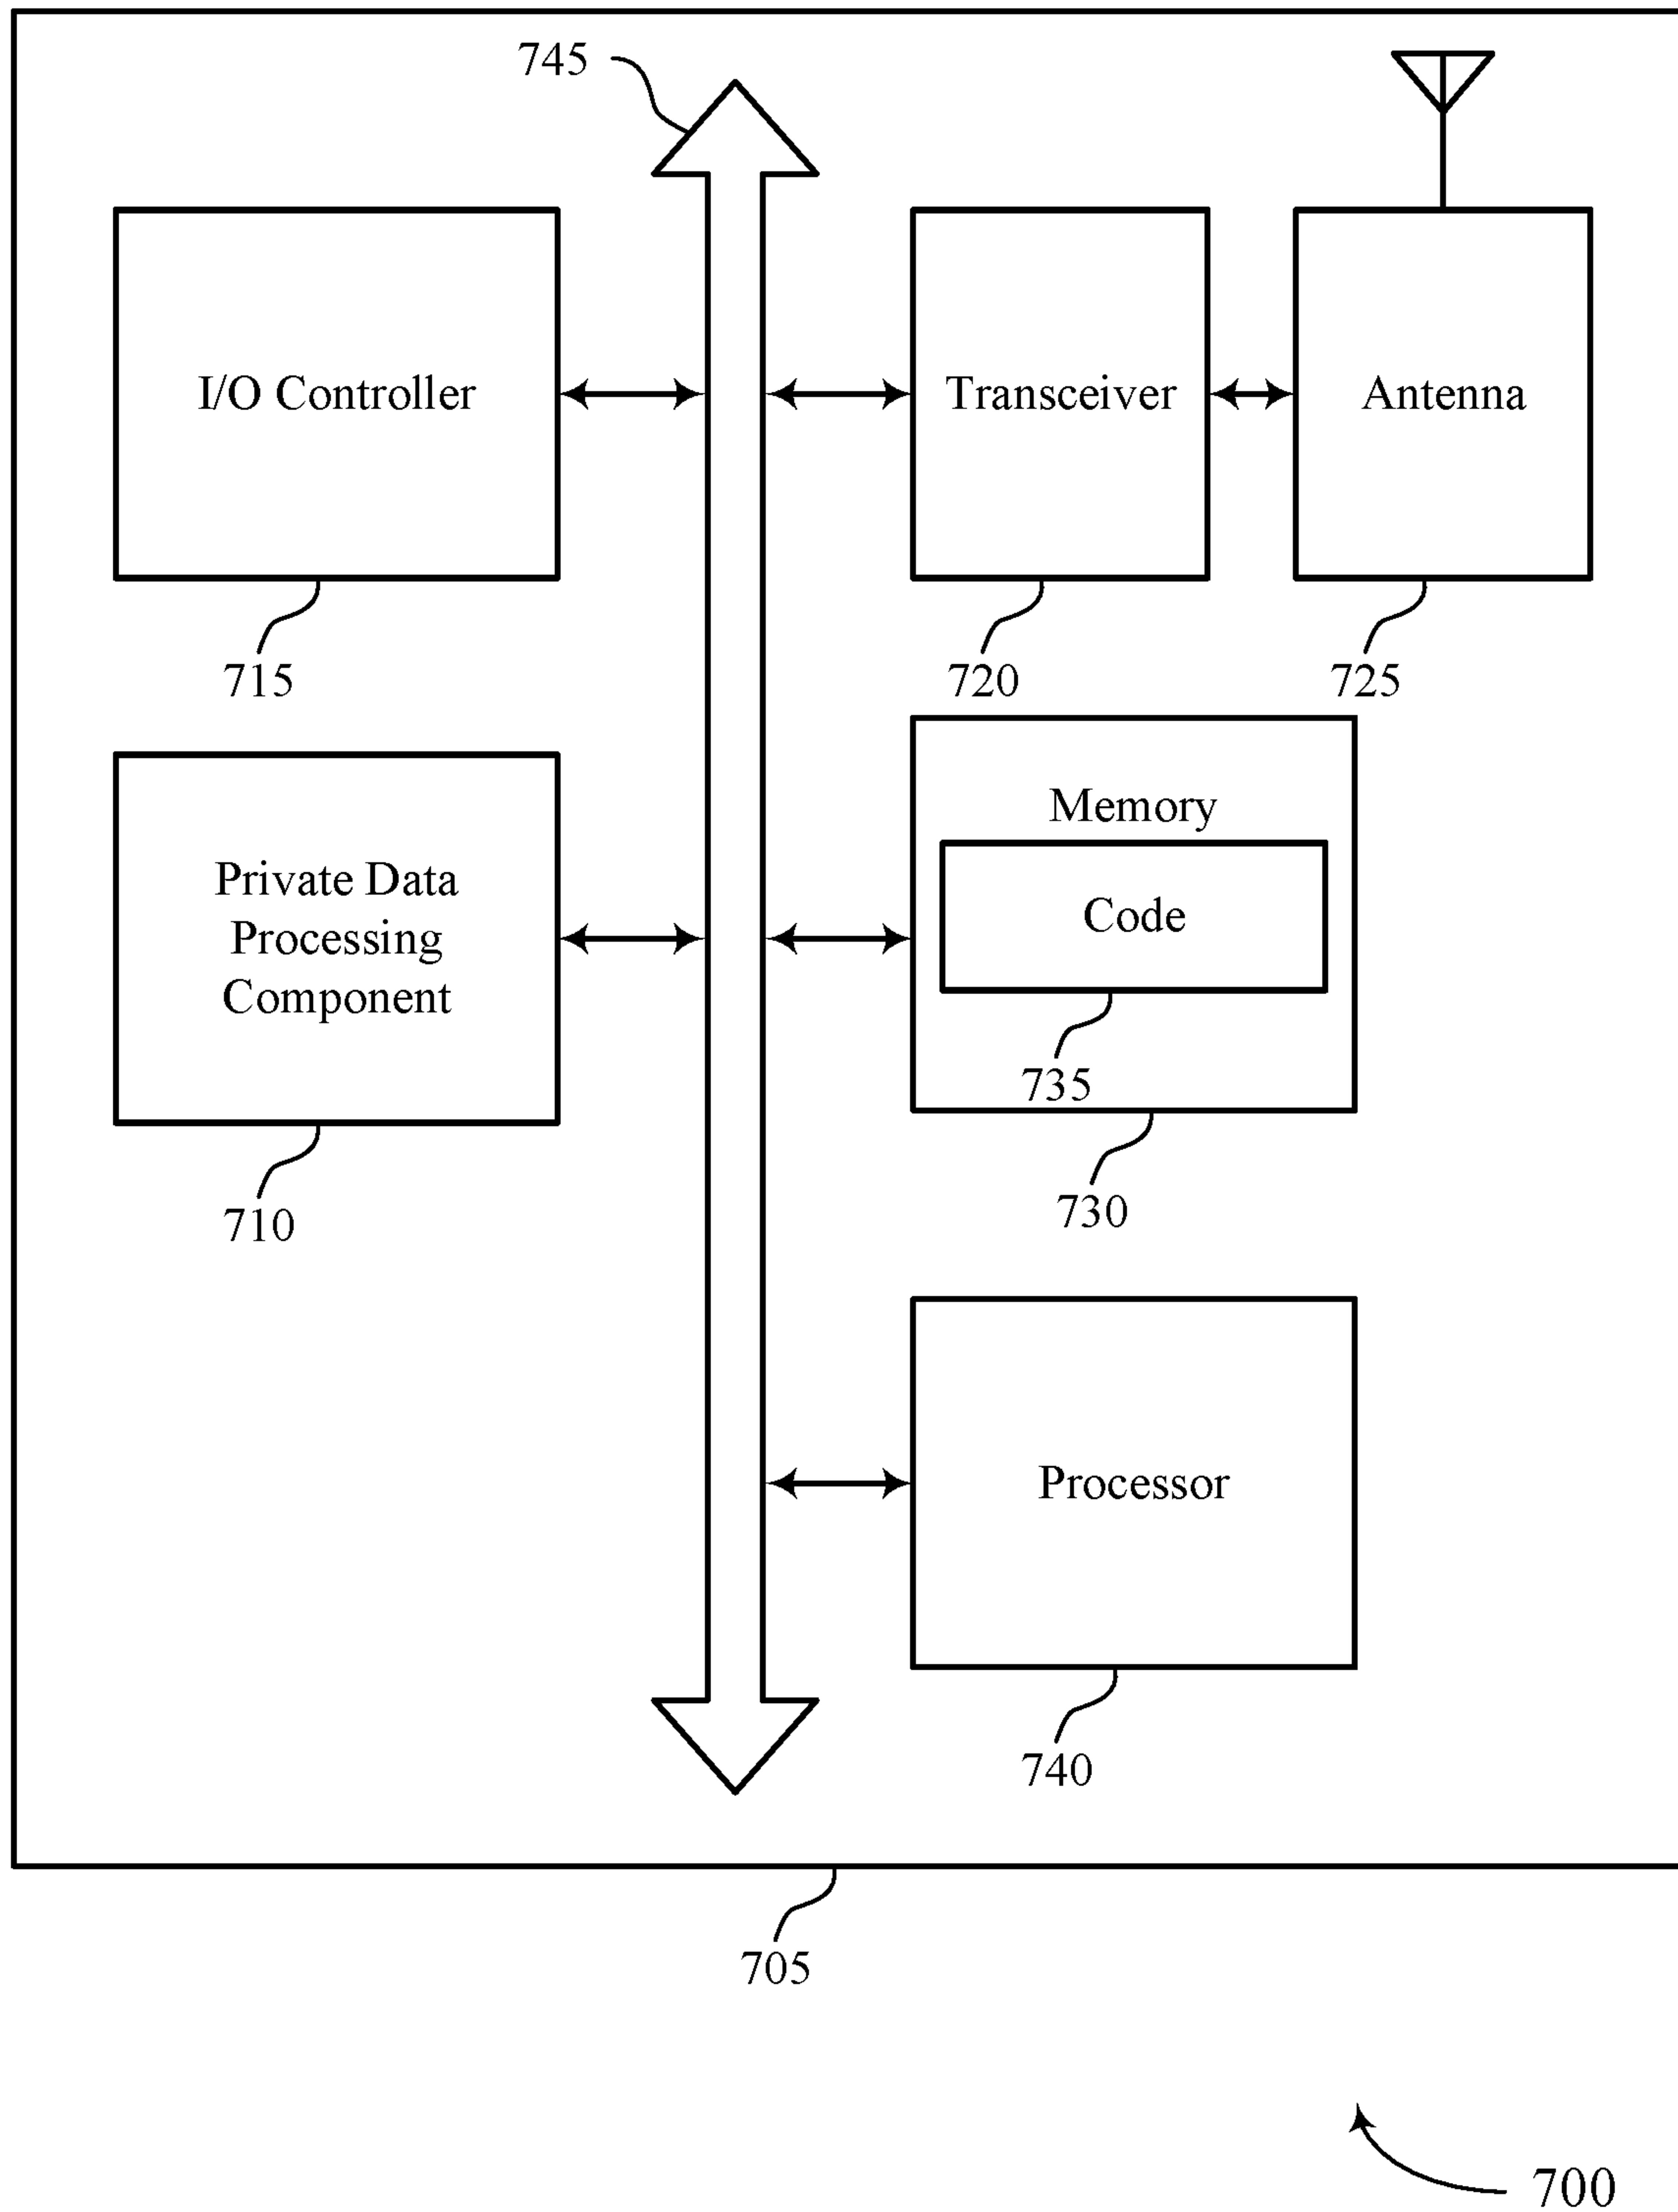 745
I/O Controller
Transceiver
Antenna
715
720
725
Private Data
Processing
Component
Memory
Code
735
710
730
Processor
740
705
700